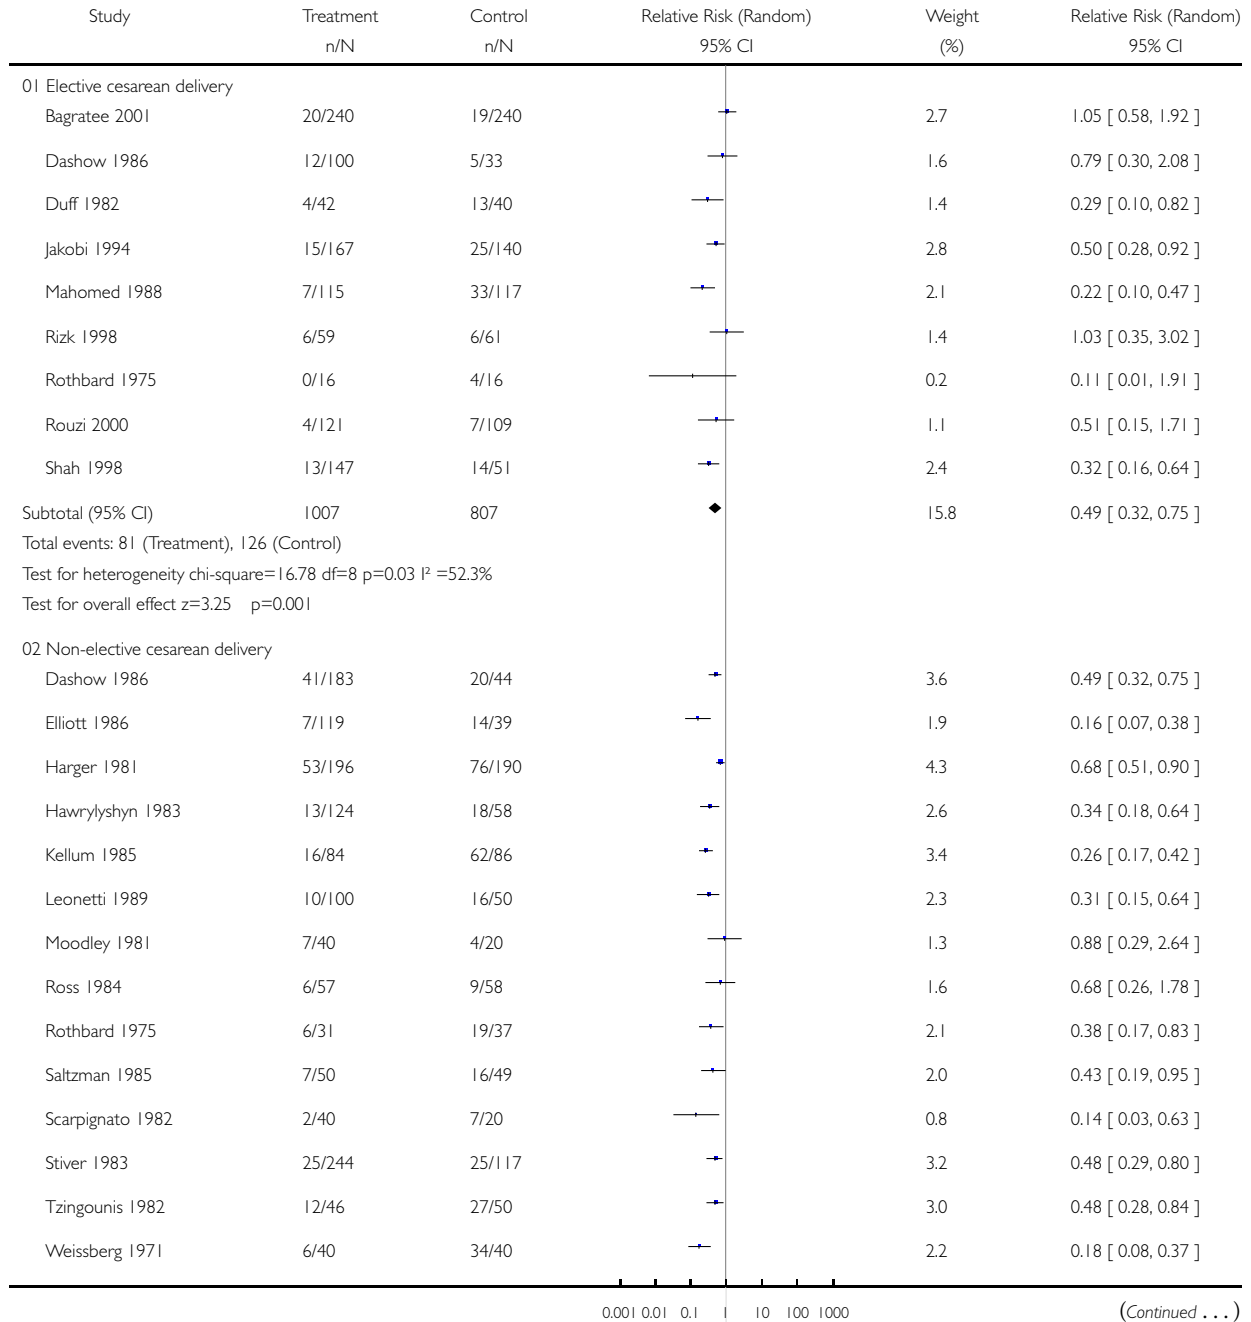 Study Treatment Control Relative Risk (Random) Weight Relative Risk (Random)
n/N n/N 95% CI (%) 95% CI
01 Elective cesarean delivery
Bagratee 2001 20/240 19/240 2.7 1.05 [ 0.58, 1.92 ]
Dashow 1986 12/100 5/33 1.6 0.79 [ 0.30, 2.08 ]
Duff 1982 4/42 13/40 1.4 0.29 [ 0.10, 0.82 ]
Jakobi 1994 15/167 25/140 2.8 0.50 [ 0.28, 0.92 ]
Mahomed 1988 7/115 33/117 2.1 0.22 [ 0.10, 0.47 ]
Rizk 1998 6/59 6/61 1.4 1.03 [ 0.35, 3.02 ]
Rothbard 1975 0/16 4/16 0.2 0.11 [ 0.01, 1.91 ]
Rouzi 2000 4/121 7/109 1.1 0.51 [ 0.15, 1.71 ]
Shah 1998 13/147 14/51 2.4 0.32 [ 0.16, 0.64 ]
Subtotal (95% CI) 1007 807 15.8 0.49 [ 0.32, 0.75 ]
Total events: 81 (Treatment), 126 (Control)
Test for heterogeneity chi-square=16.78 df=8 p=0.03 I² =52.3%
Test for overall effect z=3.25 p=0.001
02 Non-elective cesarean delivery
Dashow 1986 41/183 20/44 3.6 0.49 [ 0.32, 0.75 ]
Elliott 1986 7/119 14/39 1.9 0.16 [ 0.07, 0.38 ]
Harger 1981 53/196 76/190 4.3 0.68 [ 0.51, 0.90 ]
Hawrylyshyn 1983 13/124 18/58 2.6 0.34 [ 0.18, 0.64 ]
Kellum 1985 16/84 62/86 3.4 0.26 [ 0.17, 0.42 ]
Leonetti 1989 10/100 16/50 2.3 0.31 [ 0.15, 0.64 ]
Moodley 1981 7/40 4/20 1.3 0.88 [ 0.29, 2.64 ]
Ross 1984 6/57 9/58 1.6 0.68 [ 0.26, 1.78 ]
Rothbard 1975 6/31 19/37 2.1 0.38 [ 0.17, 0.83 ]
Saltzman 1985 7/50 16/49 2.0 0.43 [ 0.19, 0.95 ]
Scarpignato 1982 2/40 7/20 0.8 0.14 [ 0.03, 0.63 ]
Stiver 1983 25/244 25/117 3.2 0.48 [ 0.29, 0.80 ]
Tzingounis 1982 12/46 27/50 3.0 0.48 [ 0.28, 0.84 ]
Weissberg 1971 6/40 34/40 2.2 0.18 [ 0.08, 0.37 ]
0.001 0.01 0.1 1 10 100 1000 (Continued . . . )